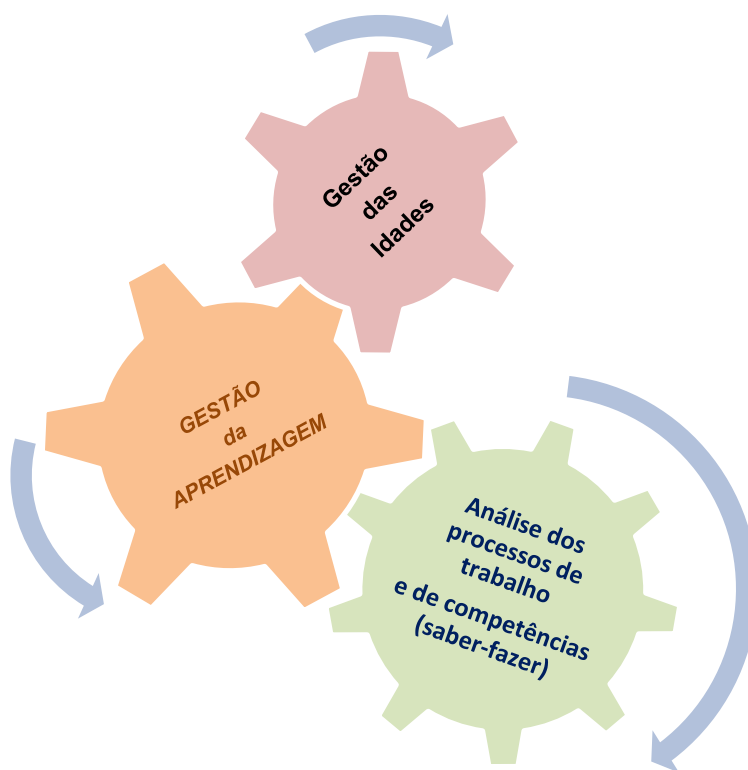 Gestão
das
Idades
GESTÃO
da
APRENDIZAGEM
Análise dos
processos de
trabalho
e de competências
(saber-fazer)